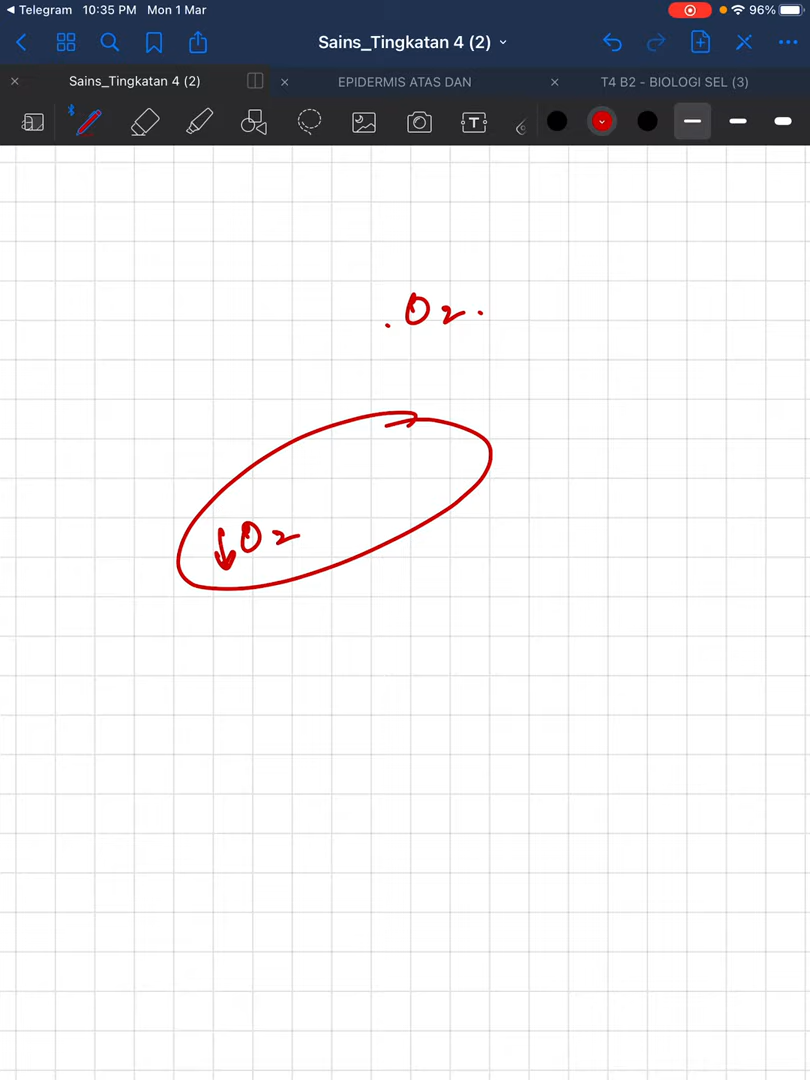 Telegram 10:35 PM Mon 1 Mar 96%
Sains_Tingkatan 4 (2)
Sains_Tingkatan 4 (2) EPIDERMIS ATAS DAN T4 B2 - BIOLOGI SEL (3)
T
. O2 .
↓O2